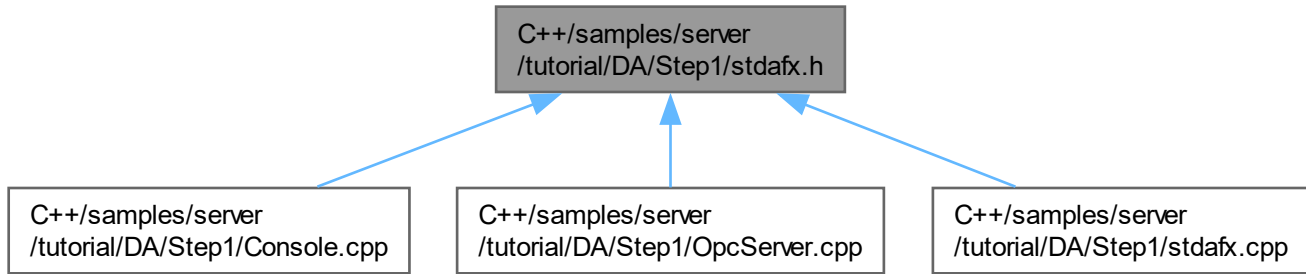 C++/samples/server
/tutorial/DA/Step1/stdafx.h
C++/samples/server
/tutorial/DA/Step1/Console.cpp
C++/samples/server
/tutorial/DA/Step1/OpcServer.cpp
C++/samples/server
/tutorial/DA/Step1/stdafx.cpp